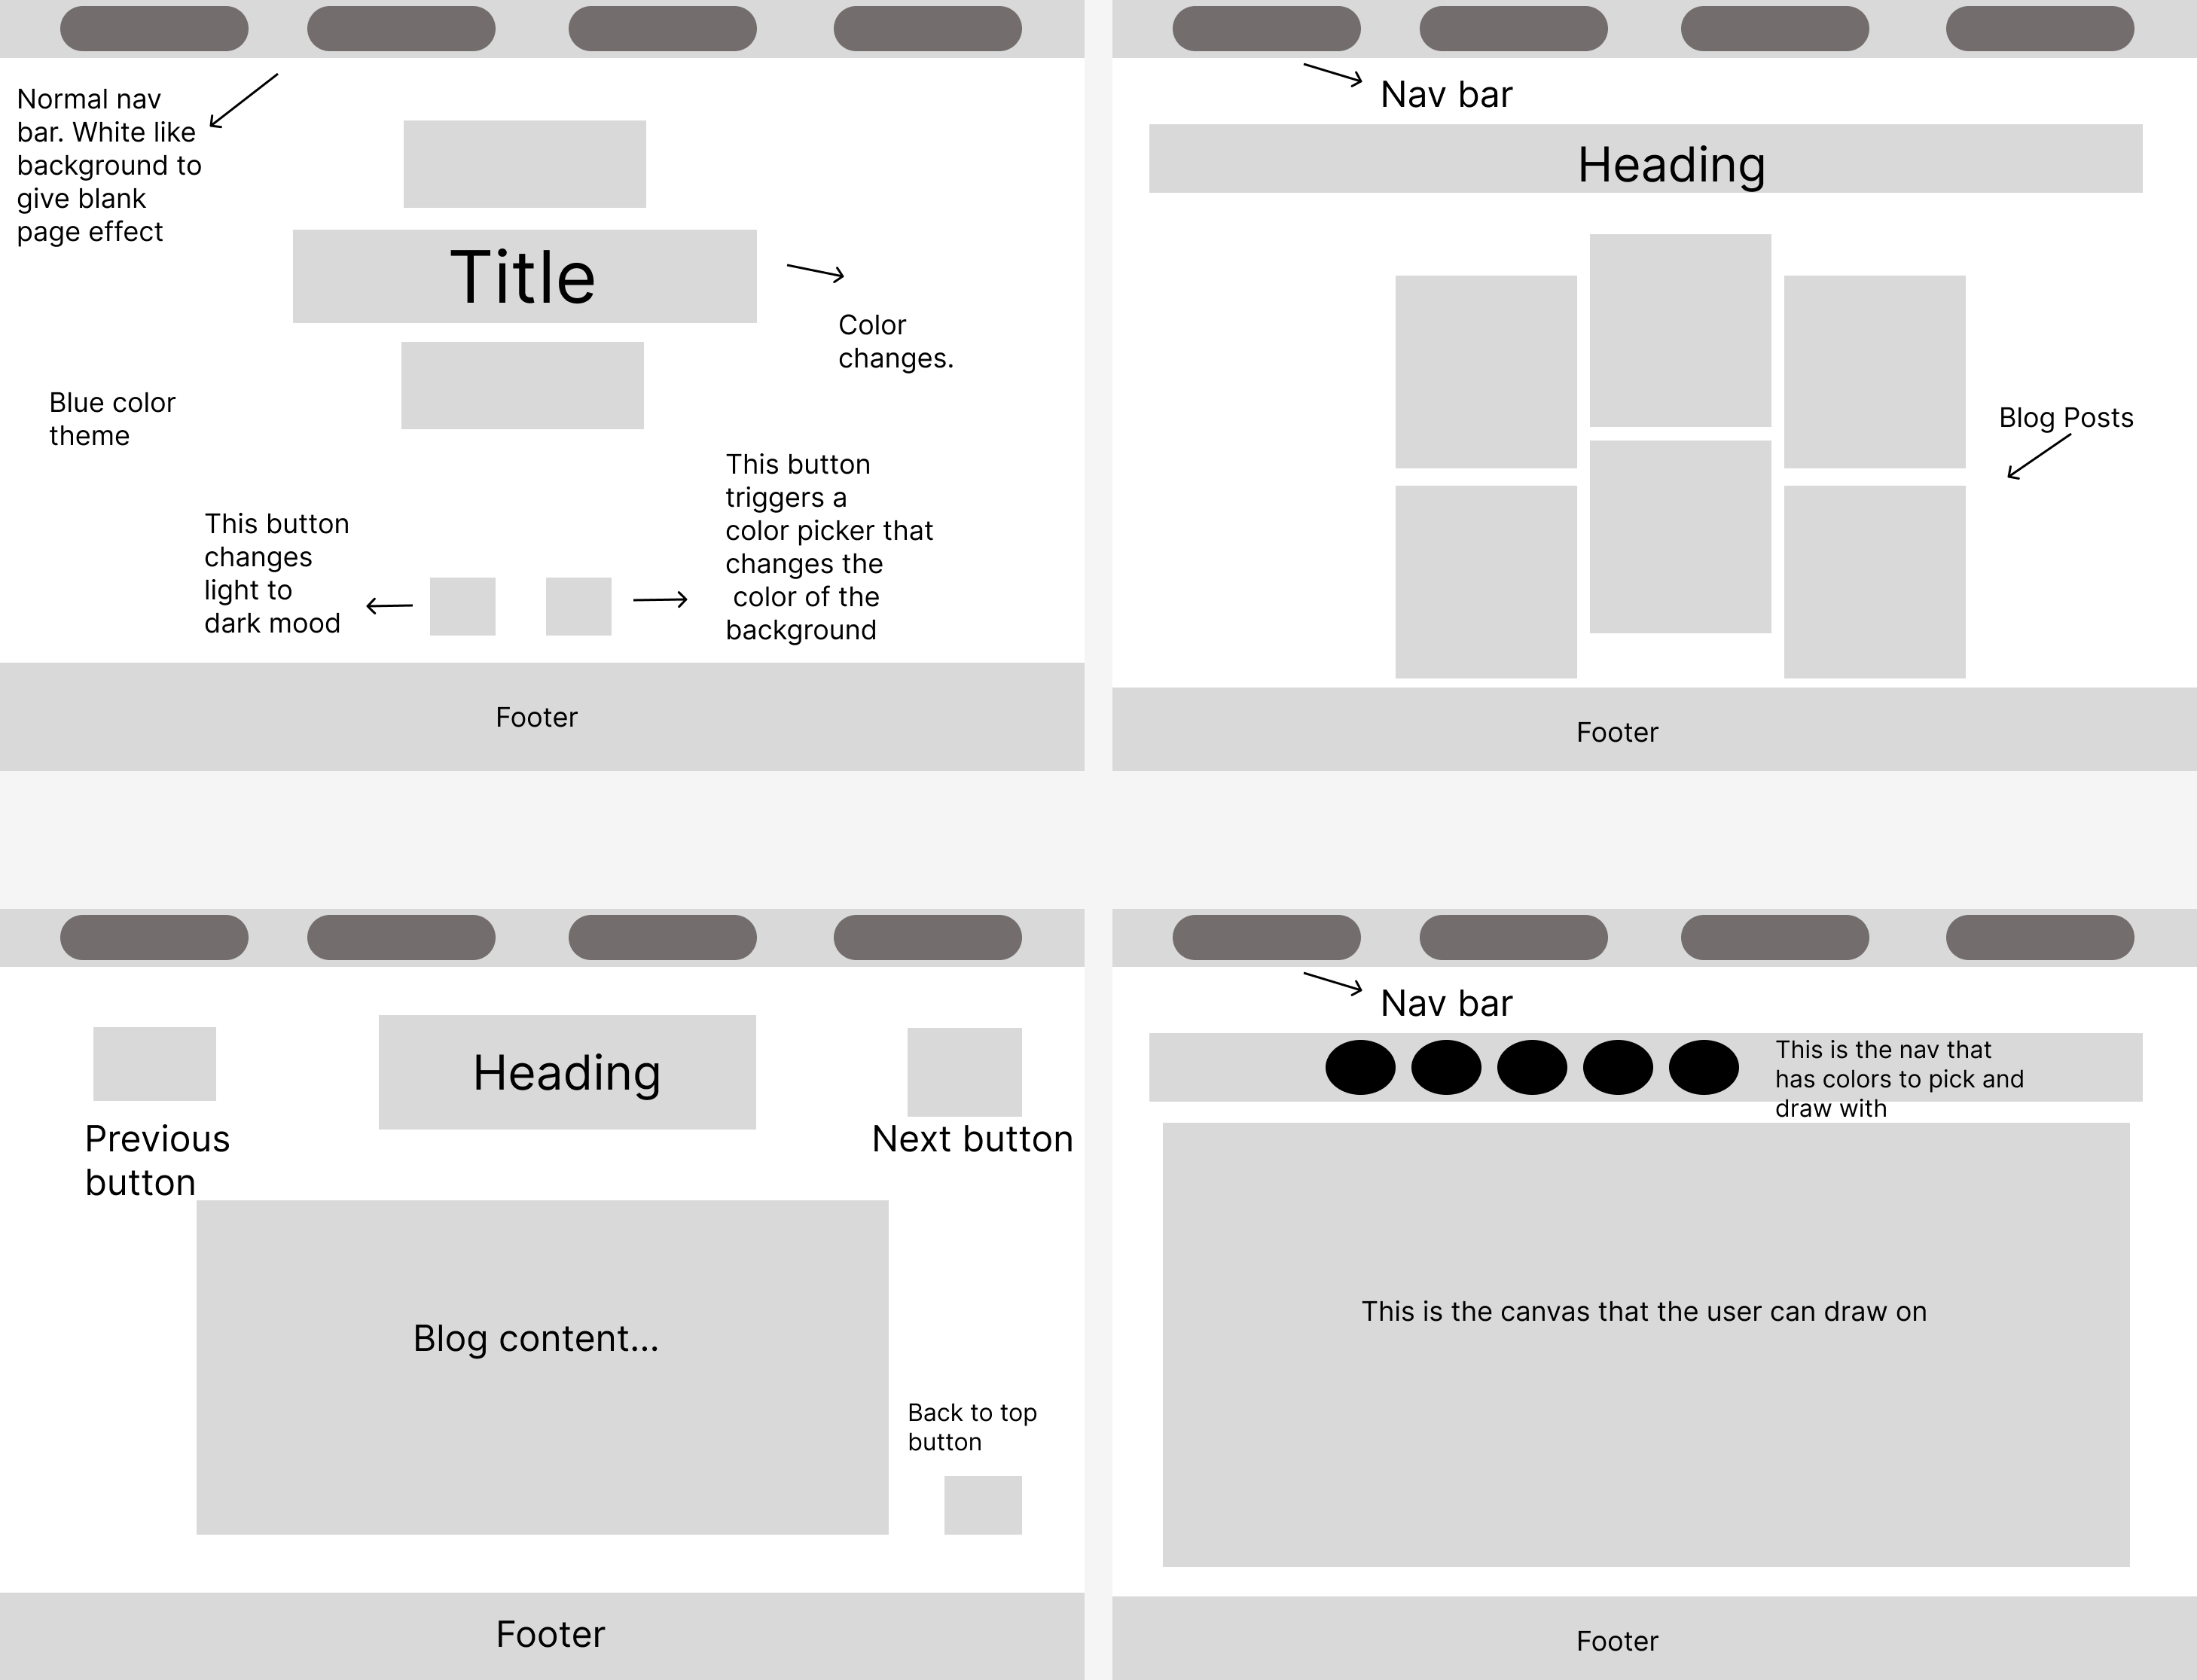 Normal nav
bar. White like
background to
give blank
page effect
Title
Color
changes.
Blue color
theme
This button
changes
light to
dark mood
This button
triggers a
color picker that
changes the
color of the
background
Footer
Nav bar
Heading
Blog Posts
Footer
Heading
Previous
button
Next button
Blog content...
Back to top
button
Footer
Nav bar
This is the nav that
has colors to pick and
draw with
This is the canvas that the user can draw on
Footer